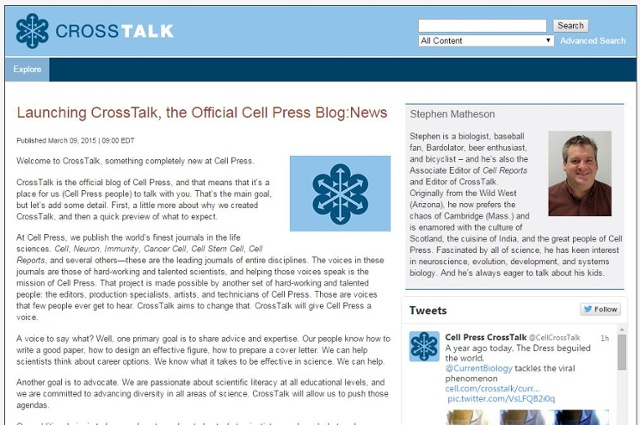 CROSSTALK
Search
All Content
Advanced Search
Explore
Launching CrossTalk, the Official Cell Press Blog:News
Published March 09, 2015 | 09:00 EDT
Welcome to CrossTalk, something completely new at Cell Press.
CrossTalk is the official blog of Cell Press, and that means that it's a
place for us (Cell Press people) to talk with you. That's the main goal,
but let's add some detail. First, a little more about why we created
CrossTalk, and then a quick preview of what to expect.
At Cell Press, we publish the world's finest journals in the life
sciences. Cell, Neuron, Immunity, Cancer Cell, Cell Stem Cell, Cell
Reports, and several others—these are the leading journals of entire disciplines. The voices in these
journals are those of hard-working and talented scientists, and helping those voices speak is the
mission of Cell Press. That project is made possible by another set of hard-working and talented
people: the editors, production specialists, artists, and technicians of Cell Press. Those are voices
that few people ever get to hear. CrossTalk aims to change that. CrossTalk will give Cell Press a
voice.
A voice to say what? Well, one primary goal is to share advice and expertise. Our people know how to
write a good paper, how to design an effective figure, how to prepare a cover letter. We can help
scientists think about career options. We know what it takes to be effective in science. We can help.
Another goal is to advocate. We are passionate about scientific literacy at all educational levels, and
we are committed to advancing diversity in all areas of science. CrossTalk will allow us to push those
agendas.
Stephen Matheson
Stephen is a biologist, baseball
fan, Bardolator, beer enthusiast,
and bicyclist – and he's also the
Associate Editor of Cell Reports
and Editor of CrossTalk.
Originally from the Wild West
(Arizona), he now prefers the
chaos of Cambridge (Mass.) and
is enamored with the culture of
Scotland, the cuisine of India, and the great people of Cell
Press. Fascinated by all of science, he has keen interest
in neuroscience, evolution, development, and systems
biology. And he's always eager to talk about his kids.
Tweets
Follow
Cell Press CrossTalk @CellCrossTalk 1h
A year ago today, The Dress beguiled
the world.
@CurrentBiology tackles the viral
phenomenon
cell.com/crosstalk/curr...
pic.twitter.com/VsLFQB2i0q